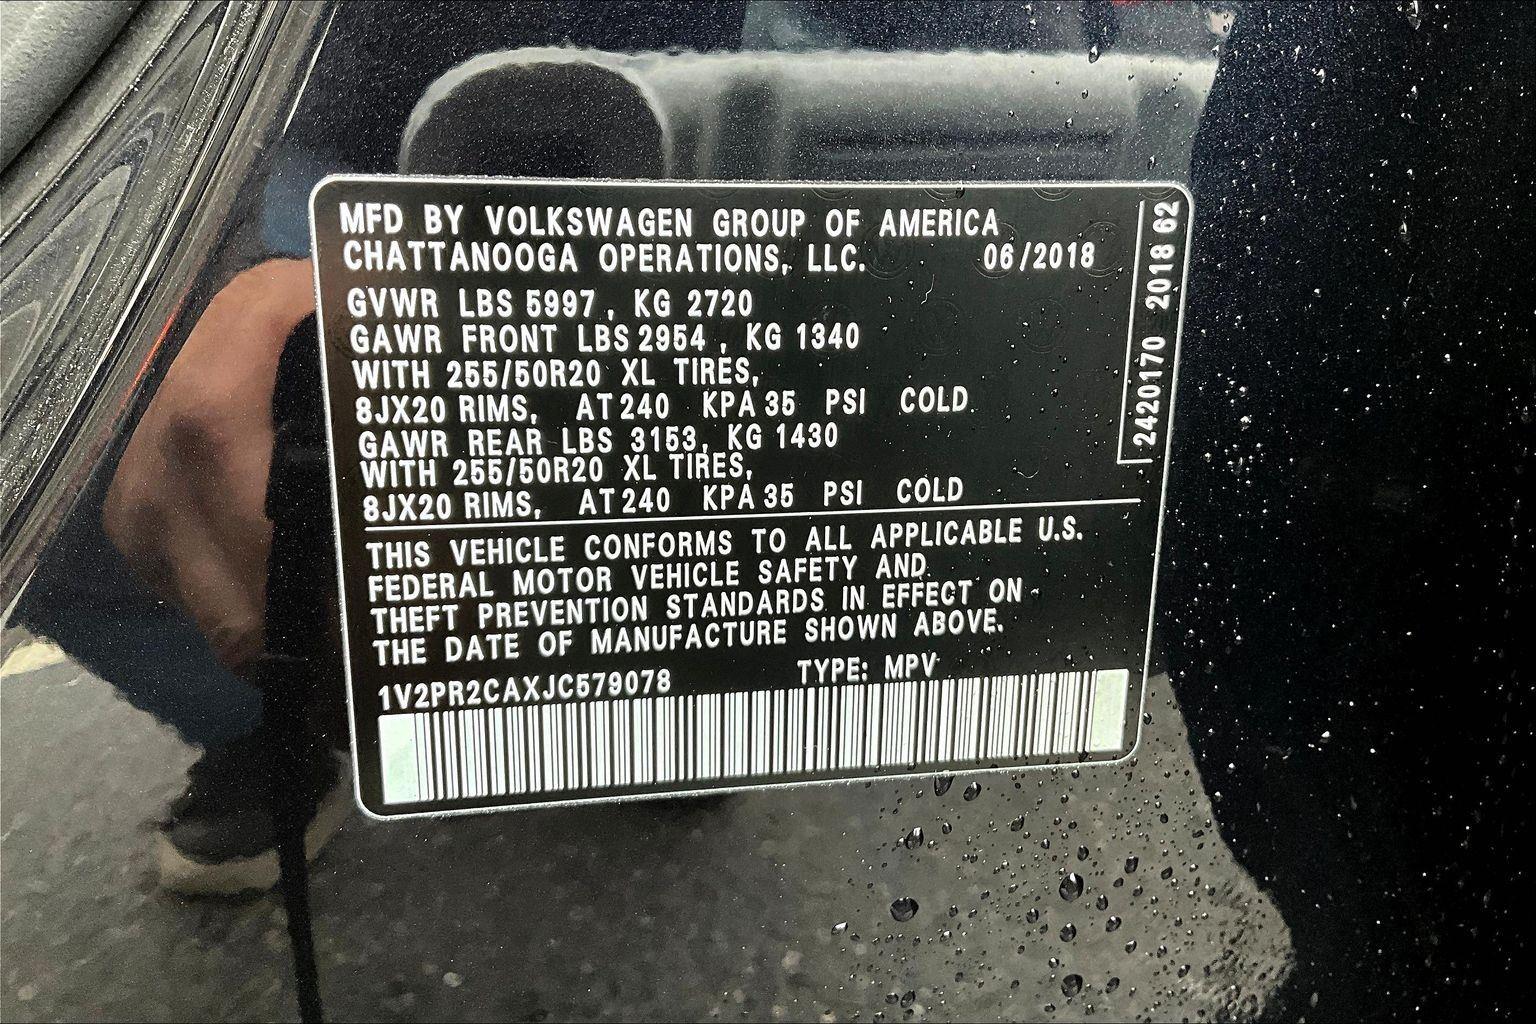 MFD BY VOLKSWAGEN GROUP OF AMERICA
CHATTANOOGA OPERATIONS, LLC. 06/2018
GVWR LBS 5997 , KG 2720
GAWR FRONT LBS 2954 , KG 1340
WITH 255/50R20 XL TIRES,
8JX20 RIMS, AT 240 KPA 35 PSI COLD
GAWR REAR LBS 3153, KG 1430
WITH 255/50R20 XL TIRES,
8JX20 RIMS, AT 240 KPA 35 PSI COLD
THIS VEHICLE CONFORMS TO ALL APPLICABLE U.S.
FEDERAL MOTOR VEHICLE SAFETY AND
THEFT PREVENTION STANDARDS IN EFFECT ON
THE DATE OF MANUFACTURE SHOWN ABOVE.
1V2PR2CAXJC579078 TYPE: MPV
2420170 2018 62